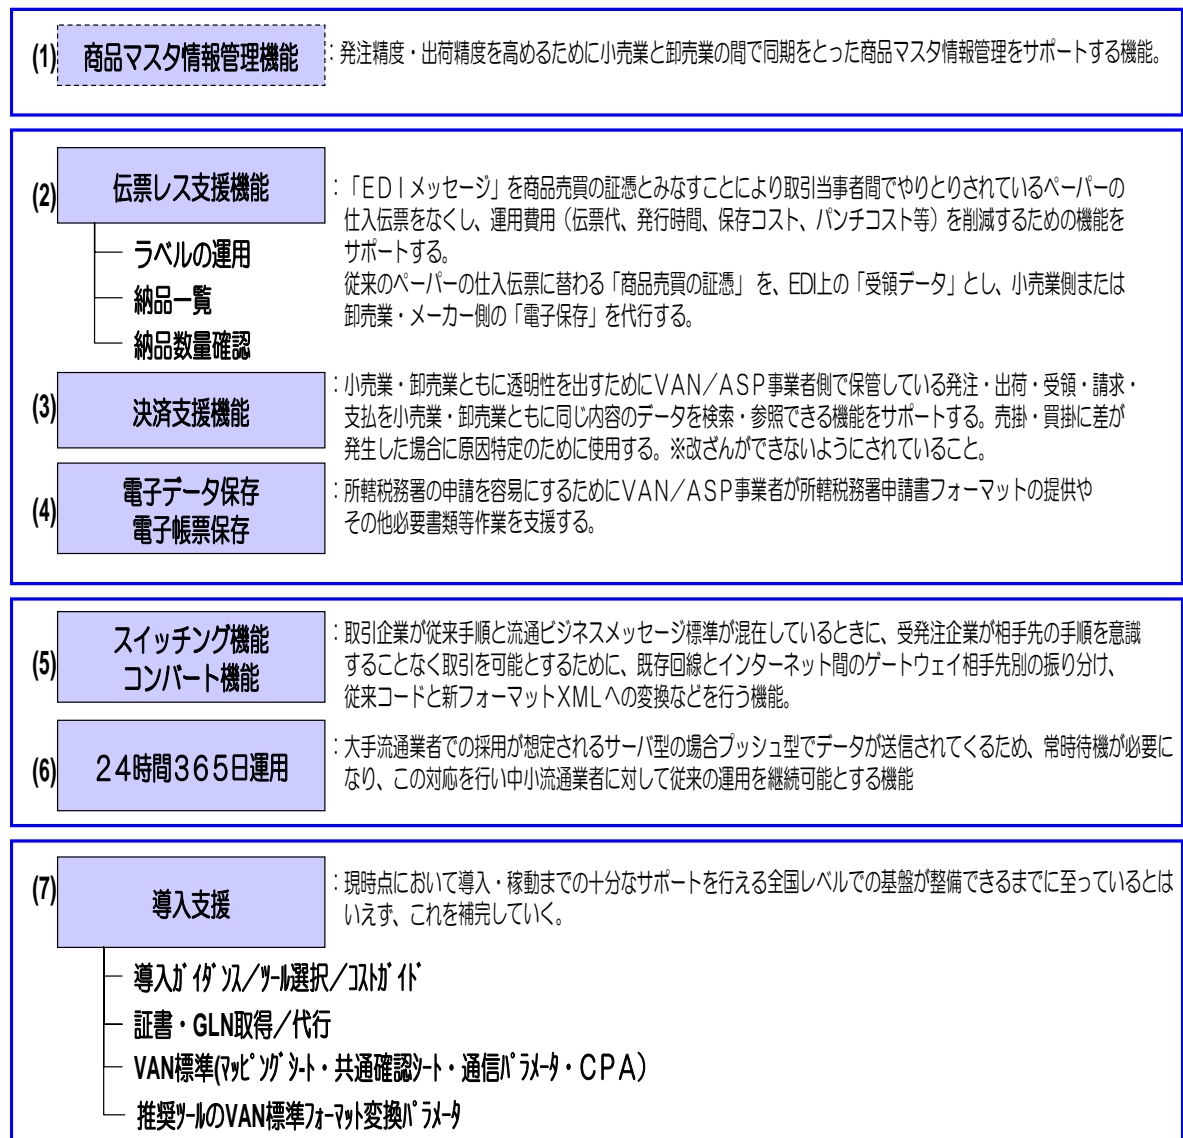 (1) 商品マスタ情報管理機能 ：発注精度・出荷精度を高めるために小売業と卸売業の間で同期をとった商品マスタ情報管理をサポートする機能。
(2) 伝票レス支援機能
：「ＥＤＩメッセージ」を商品売買の証憑とみなすことにより取引当事者間でやりとりされているペーパーの
仕入伝票をなくし、運用費用（伝票代、発行時間、保存コスト、パンチコスト等）を削減するための機能を
サポートする。
従来のペーパーの仕入伝票に替わる「商品売買の証憑」 を、EDI上の「受領データ」とし、小売業側または
卸売業・メーカー側の「電子保存」を代行する。
ラベルの運用
納品一覧
納品数量確認
(3) 決済支援機能
：小売業・卸売業ともに透明性を出すためにＶＡＮ／ＡＳＰ事業者側で保管している発注・出荷・受領・請求・
支払を小売業・卸売業ともに同じ内容のデータを検索・参照できる機能をサポートする。売掛・買掛に差が
発生した場合に原因特定のために使用する。※改ざんができないようにされていること。
(4) 電子データ保存
電子帳票保存
：所轄税務署の申請を容易にするためにＶＡＮ／ＡＳＰ事業者が所轄税務署申請書フォーマットの提供や
その他必要書類等作業を支援する。
(5) スイッチング機能
コンバート機能
：取引企業が従来手順と流通ビジネスメッセージ標準が混在しているときに、受発注企業が相手先の手順を意識
することなく取引を可能とするために、既存回線とインターネット間のゲートウェイ相手先別の振り分け、
従来コードと新フォーマットＸＭＬへの変換などを行う機能。
(6) ２４時間３６５日運用
：大手流通業者での採用が想定されるサーバ型の場合プッシュ型でデータが送信されてくるため、常時待機が必要に
なり、この対応を行い中小流通業者に対して従来の運用を継続可能とする機能
(7) 導入支援
：現時点において導入・稼動までの十分なサポートを行える全国レベルでの基盤が整備できるまでに至っているとは
いえず、これを補完していく。
導入ｶﾞｲﾀﾞﾝｽ／ﾂｰﾙ選択／ｺｽﾄｶﾞｲﾄﾞ
証書・GLN取得／代行
VAN標準(ﾏｯﾋﾟﾝｸﾞｼｰﾄ・共通確認ｼｰﾄ・通信ﾊﾟﾗﾒｰﾀ・ＣＰＡ）
推奨ﾂｰﾙのVAN標準ﾌｫｰﾏｯﾄ変換ﾊﾟﾗﾒｰﾀ